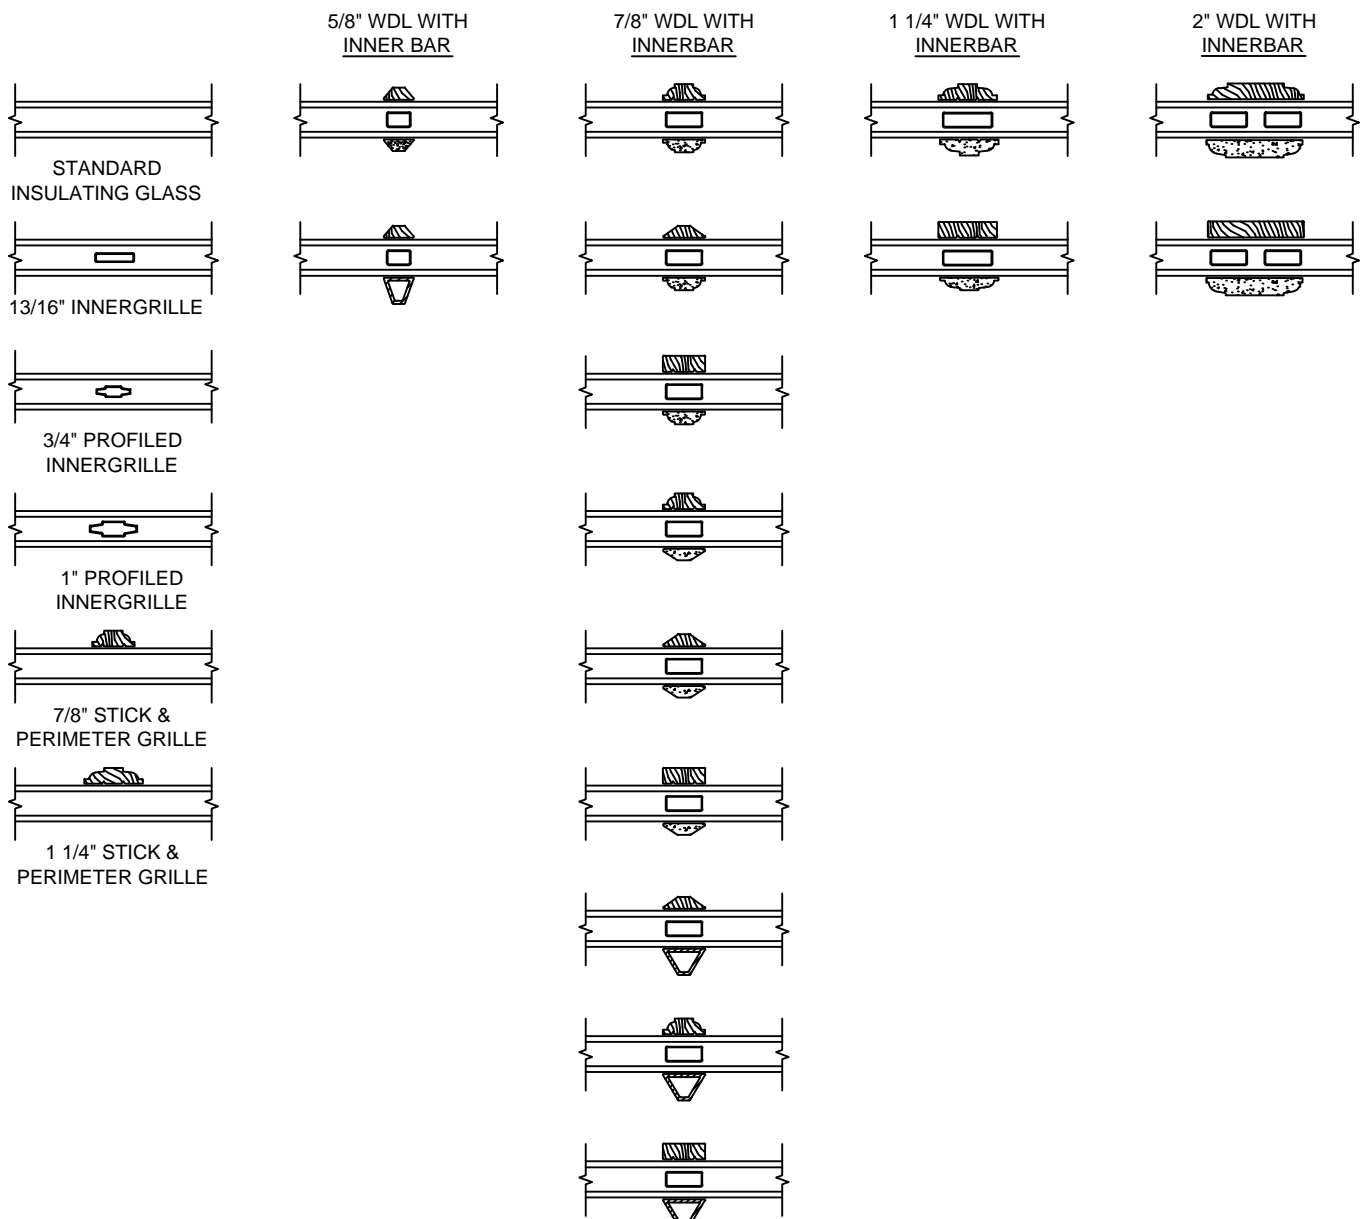 5/8" WDL WITH
INNER BAR
7/8" WDL WITH
INNERBAR
1 1/4" WDL WITH
INNERBAR
2" WDL WITH
INNERBAR
STANDARD
INSULATING GLASS
13/16" INNERGRILLE
3/4" PROFILED
INNERGRILLE
1" PROFILED
INNERGRILLE
7/8" STICK &
PERIMETER GRILLE
1 1/4" STICK &
PERIMETER GRILLE